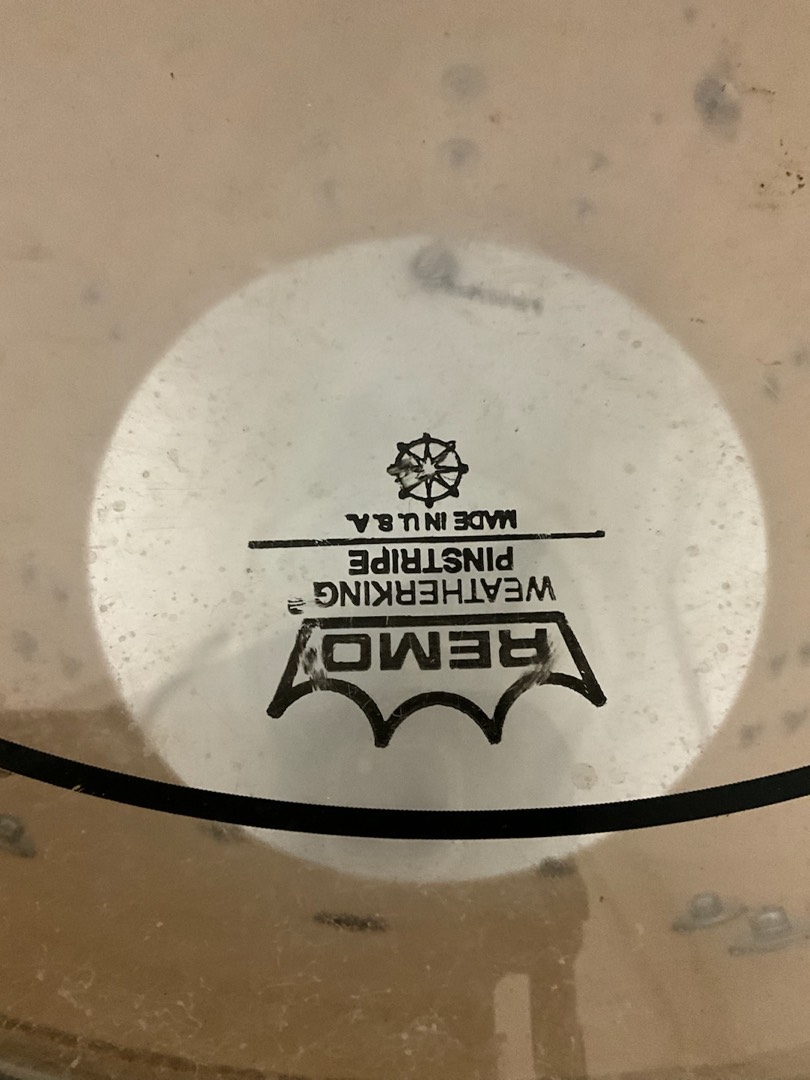 REMO
WEATHERKING
PINSTRIPE
MADE IN U.S.A.